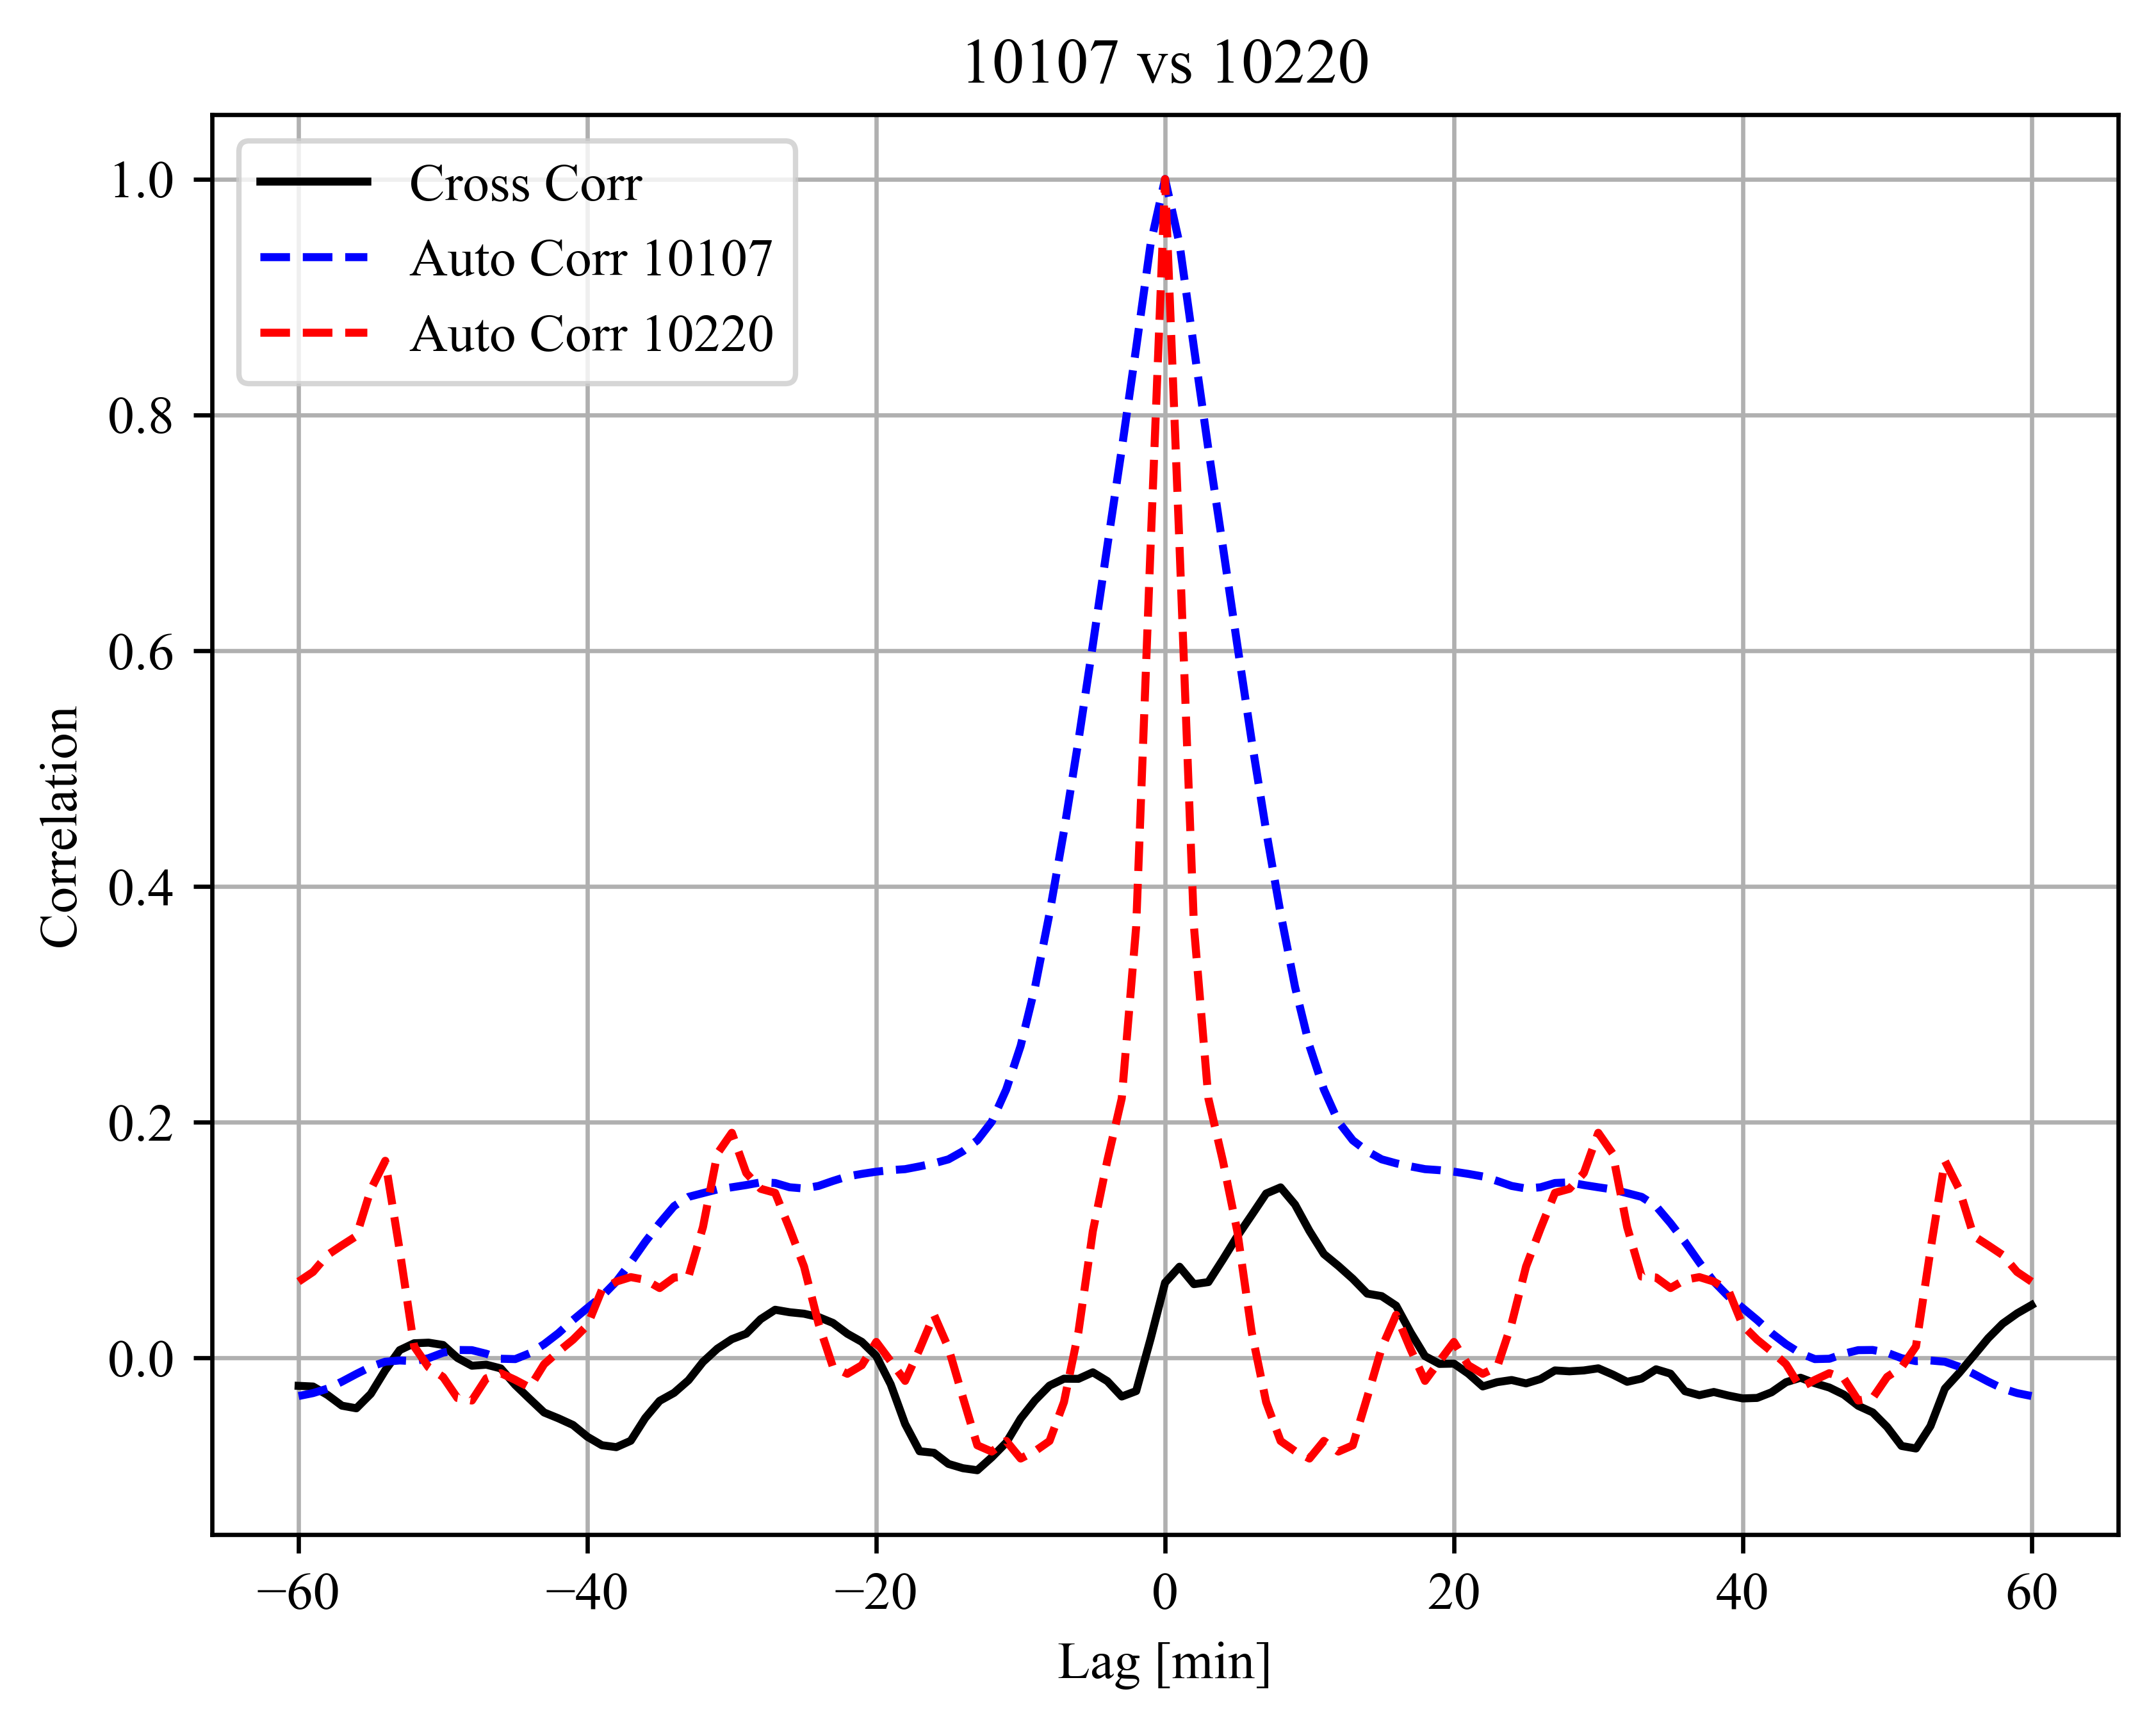 10107 vs 10220
Cross Corr
Auto Corr 10107
Auto Corr 10220
1.0
0.8
0.6
0.4
0.2
0.0
Correlation
−60 −40 −20 0 20 40 60
Lag [min]